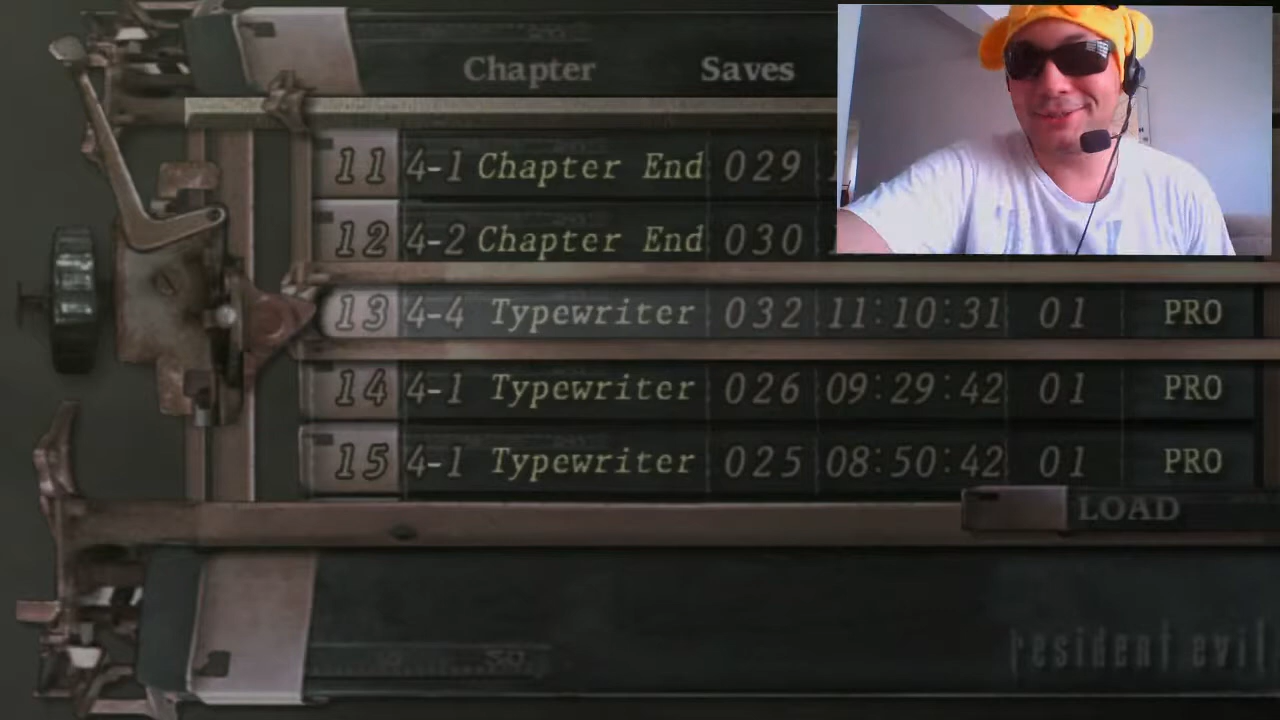 Chapter Saves
11 4-1 Chapter End 029
12 4-2 Chapter End 030
13 4-4 Typewriter 032 11:10:31 01 PRO
14 4-1 Typewriter 026 09:29:42 01 PRO
15 4-1 Typewriter 025 08:50:42 01 PRO
LOAD
50
resident evil